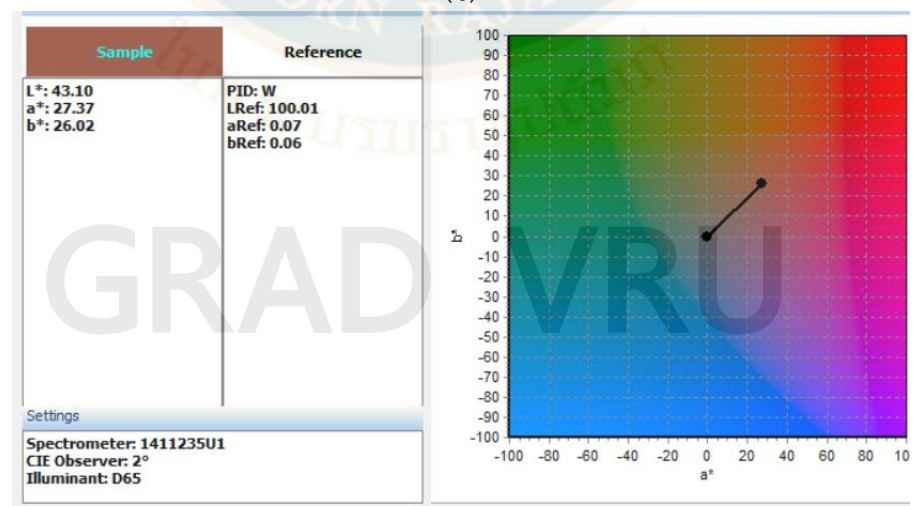 Sample
Reference
L*: 43.10
a*: 27.37
b*: 26.02
PID: W
LRef: 100.01
aRef: 0.07
bRef: 0.06
GRAD VRU
Settings
Spectrometer: 1411235U1
CIE Observer: 2°
Illuminant: D65
100
90
80
70
60
50
40
30
20
10
0
-10
-20
-30
-40
-50
-60
-70
-80
-90
-100
b*
-100 -80 -60 -40 -20 0 20 40 60 80 10
a*